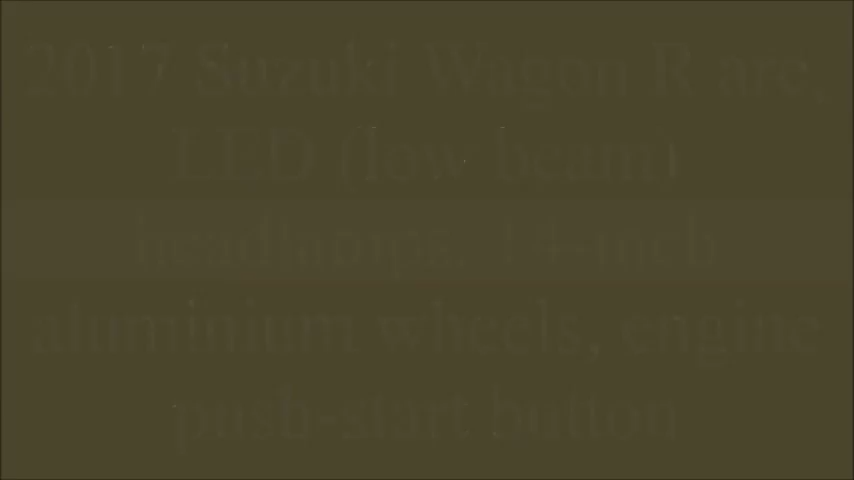 2017 Suzuki Wagon R are,
LED (low beam)
headlamps, 14-inch
aluminium wheels, engine
push-start button